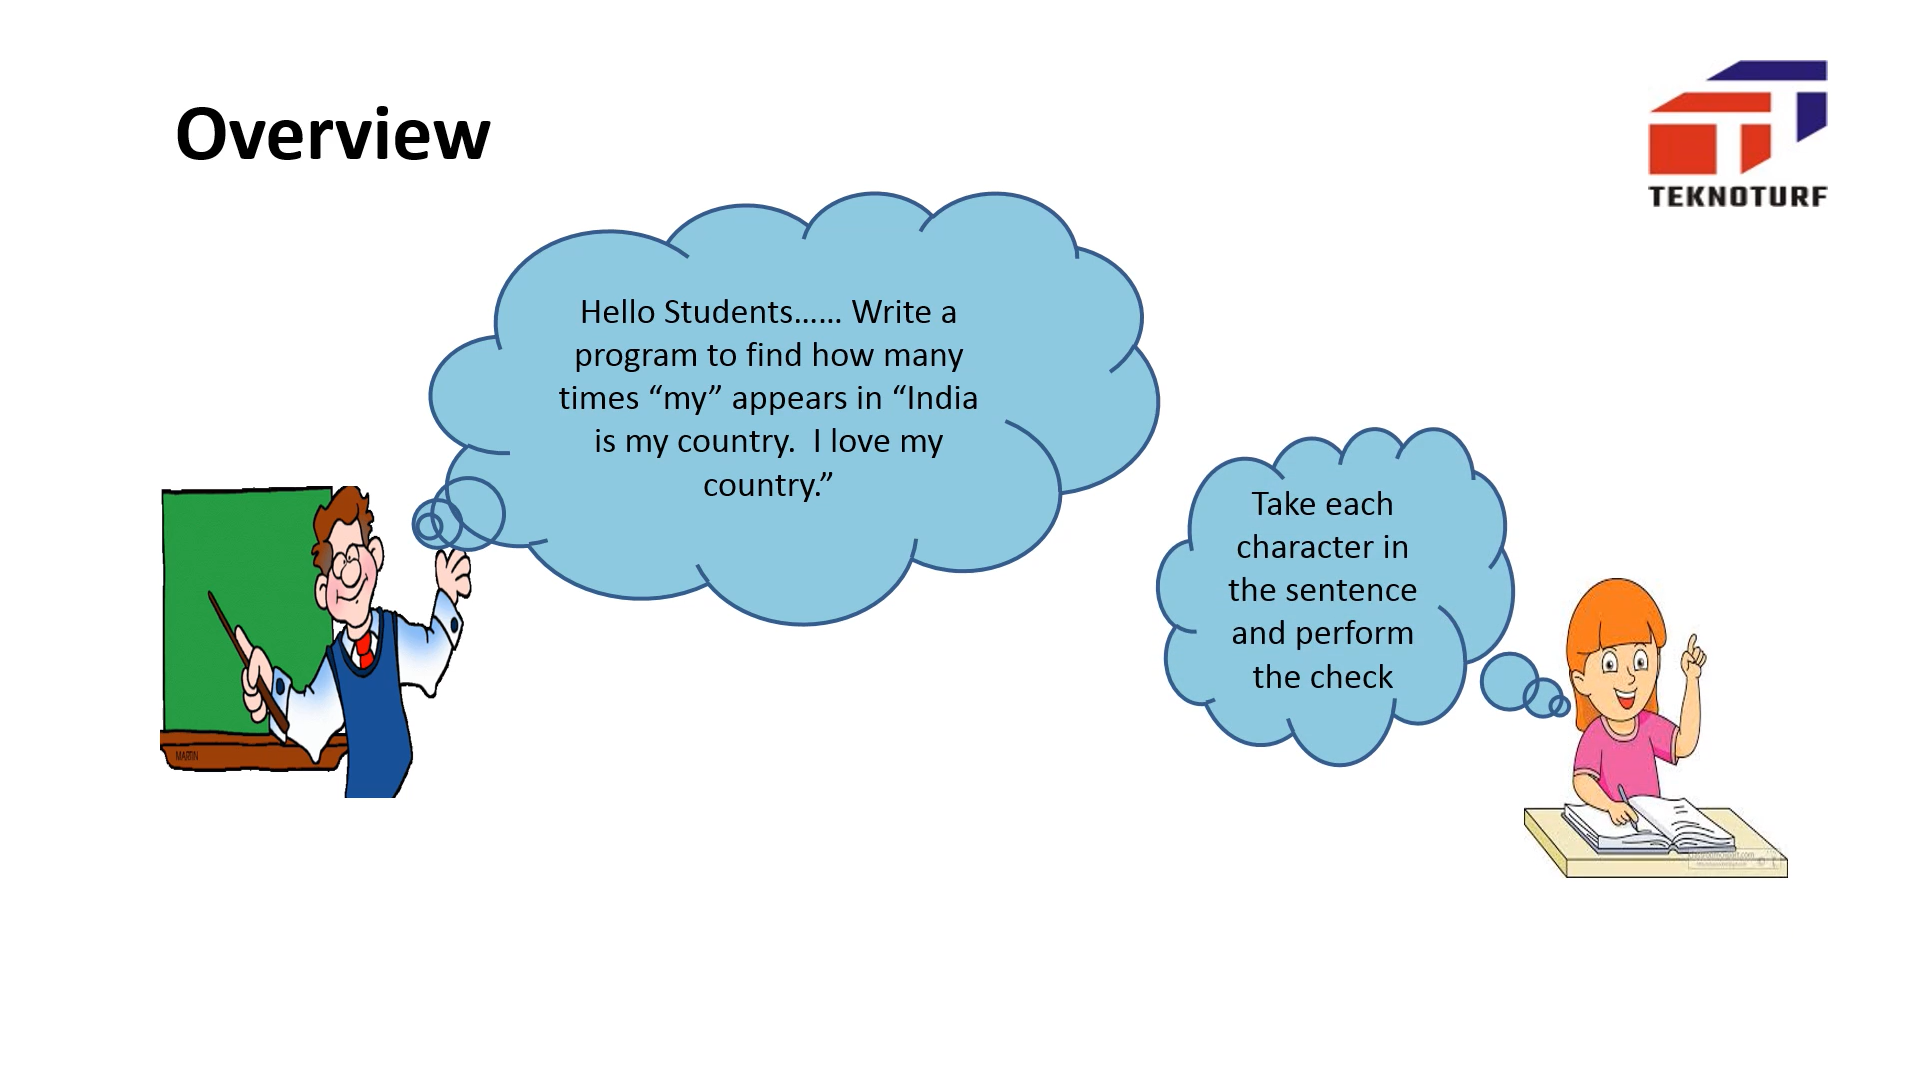 Overview
TEKNOTURF
Hello Students…… Write a
program to find how many
times “my” appears in “India
is my country.  I love my
country.”
Take each
character in
the sentence
and perform
the check
MARTIN